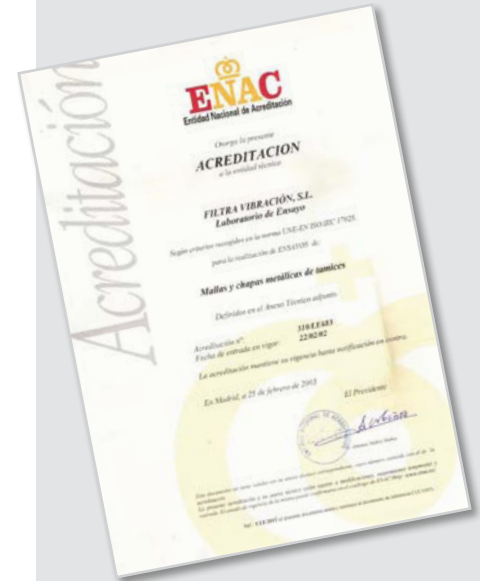 Acreditación
ENAC
Entidad Nacional de Acreditación
Otorga la presente
ACREDITACION
a la entidad técnica
FILTRA VIBRACIÓN, S.L.
Laboratorio de Ensayo
Según criterios recogidos en la norma UNE-EN ISO/IEC 17025
para la realización de ENSAYOS de:
Mallas y chapas metálicas de tamices
Definidos en el Anexo Técnico adjunto.
Acreditación nº:
Fecha de entrada en vigor: 22/02/02
La acreditación mantiene su vigencia hasta notificación en contra.
En Madrid, a 25 de febrero de 2003
El Presidente